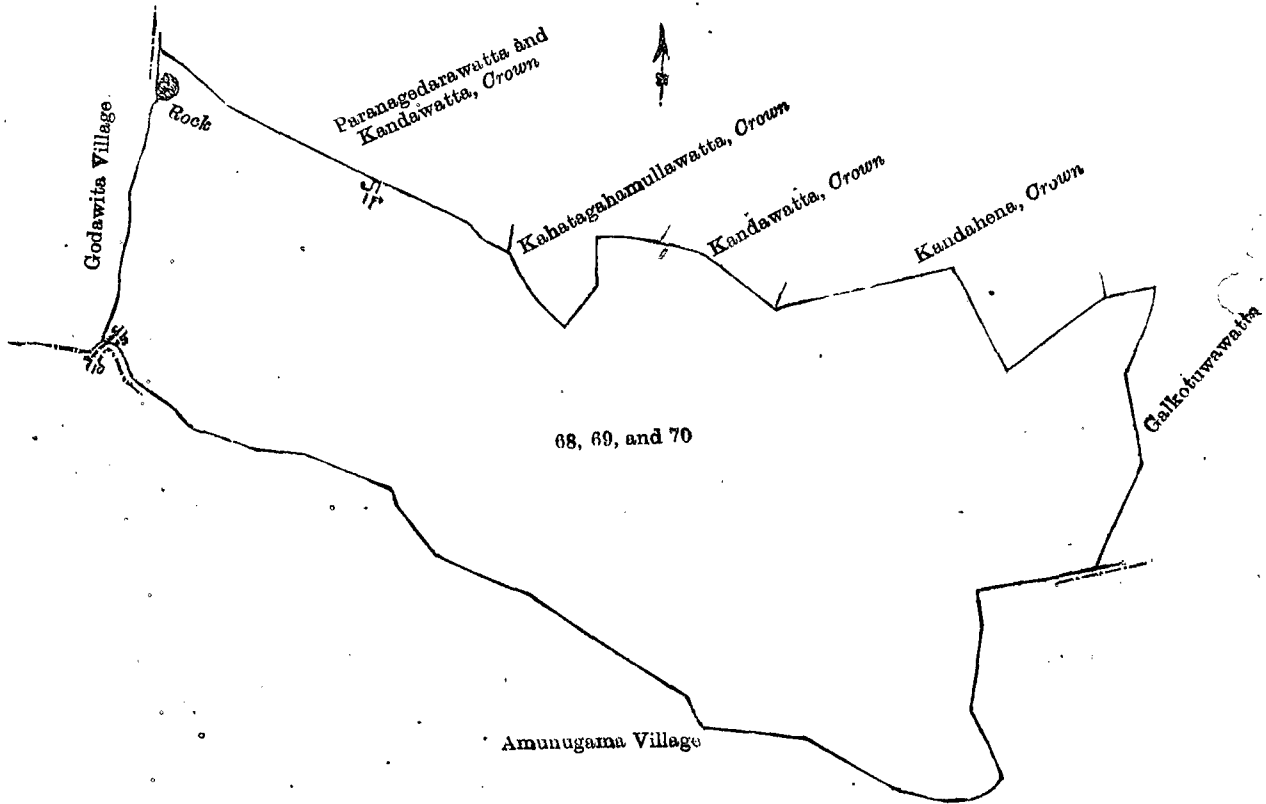 Paranagedarawatta and
Kandawatta, Crown
Rock
Godawita Village
Kahatagahamullawatta, Crown
Kandawatta, Crown
Kandahena, Crown
Galkotuwawatta
68, 69, and 70
Amunugama Village